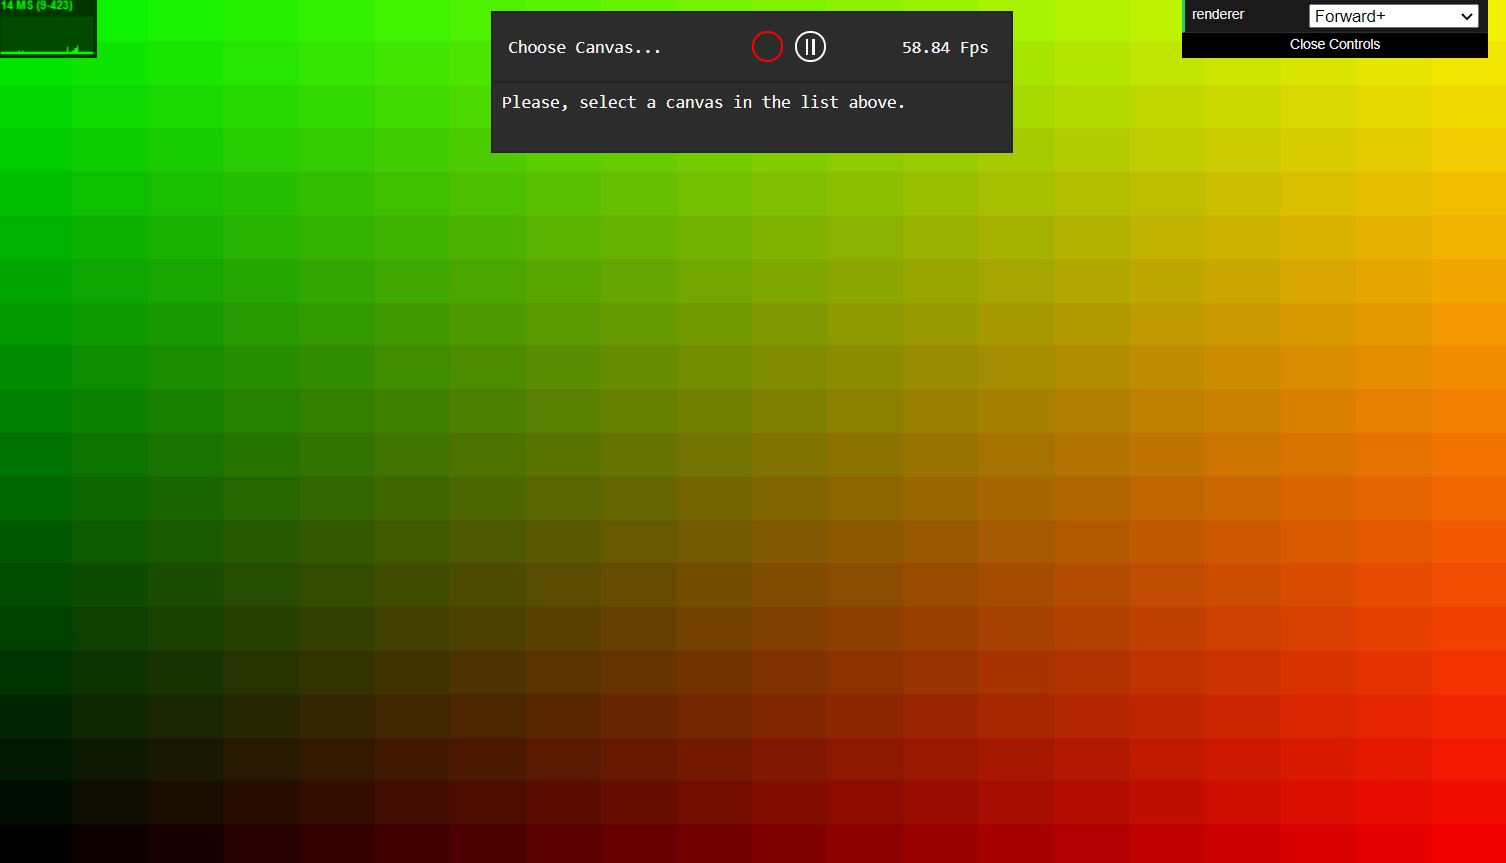 14 MS (9-423)
Choose Canvas...
58.84 Fps
Please, select a canvas in the list above.
renderer
Forward+
Close Controls